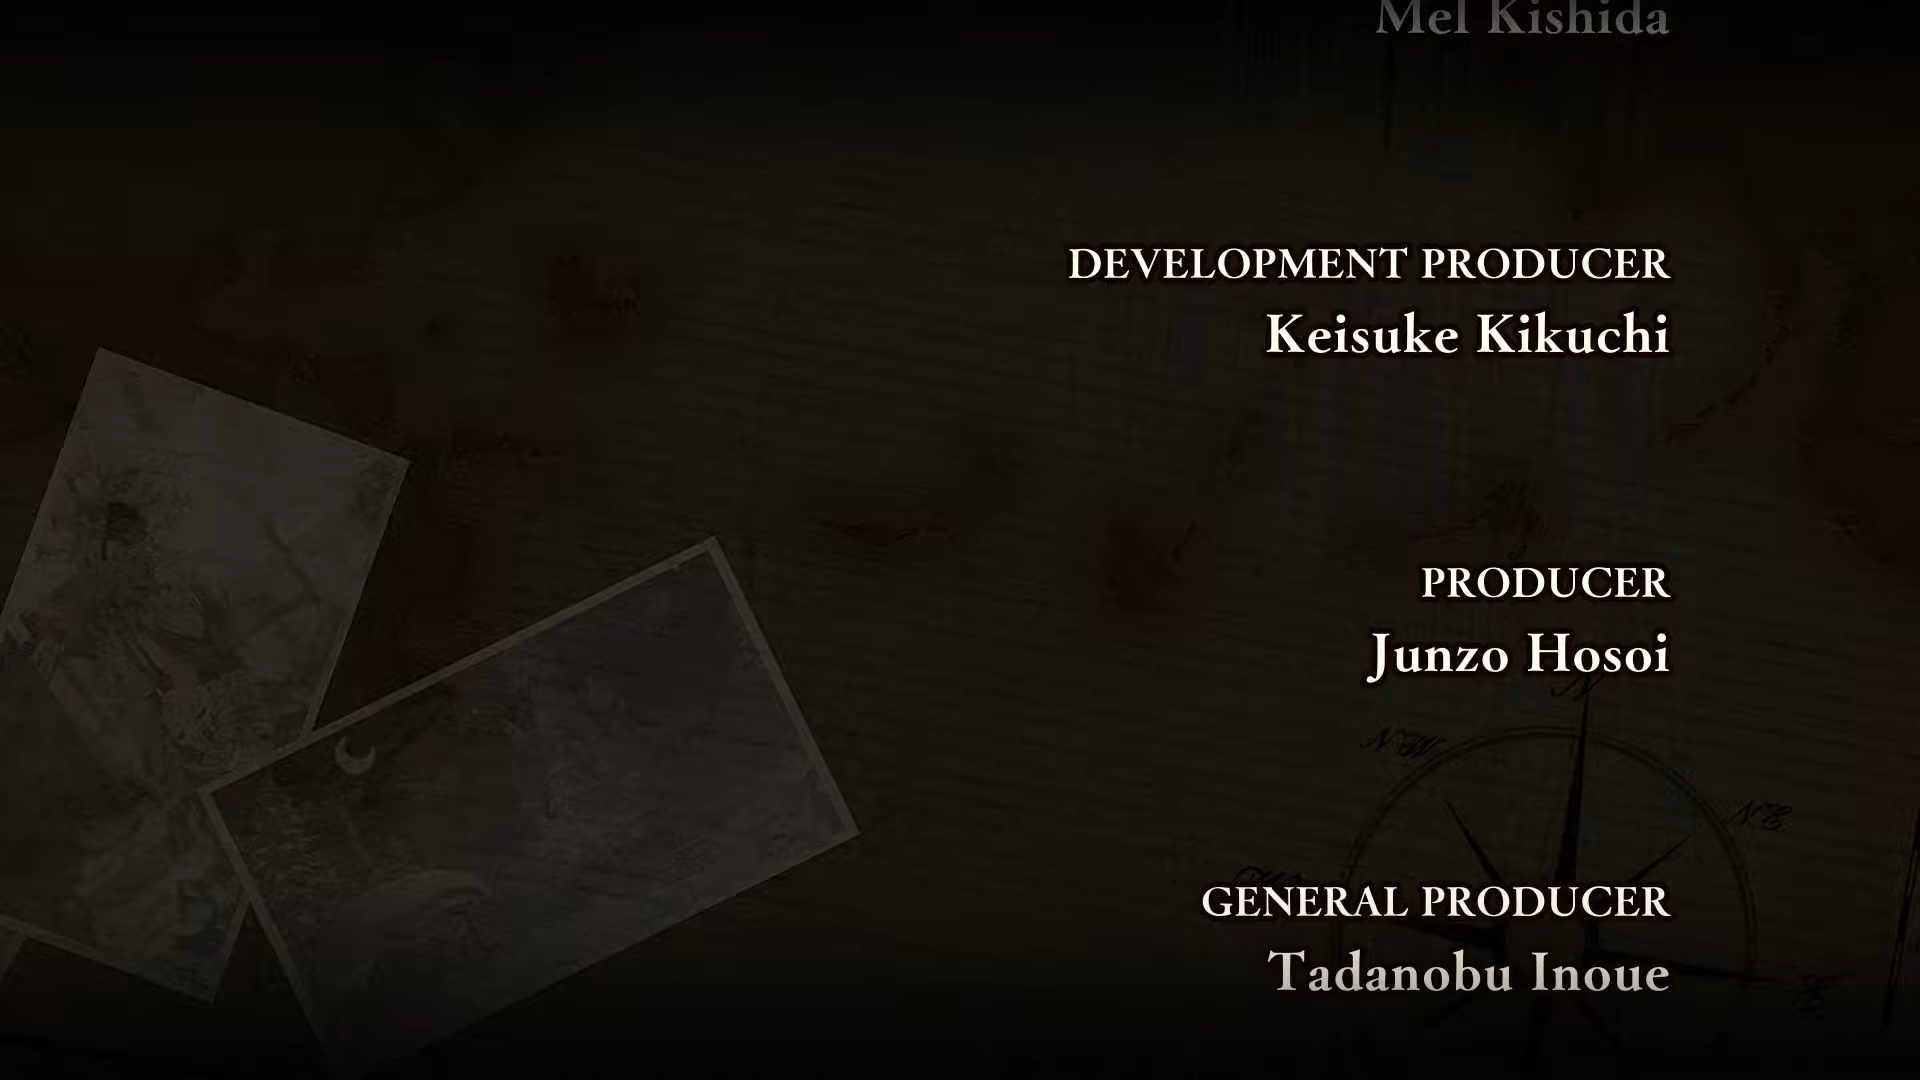 Mel Kishida
DEVELOPMENT PRODUCER
Keisuke Kikuchi
PRODUCER
Junzo Hosoi
GENERAL PRODUCER
Tadanobu Inoue